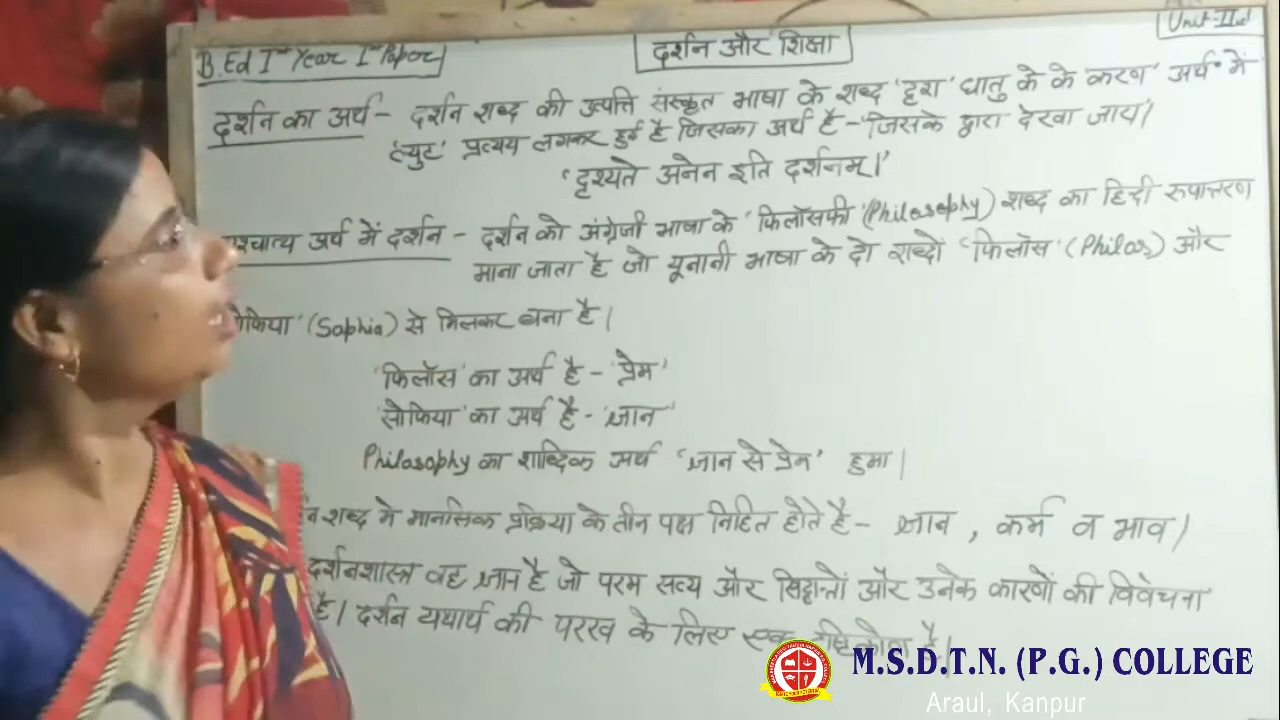 B.Ed Ist Year Ist Paper
दर्शन और शिक्षा
Unit-IInd
दर्शन का अर्थ - दर्शन शब्द की उत्पत्ति संस्कृत भाषा के शब्द 'दृश' धातु के के 'करण' अर्थ में
'ल्युट' प्रत्यय लगकर हुई है जिसका अर्थ है - 'जिसके द्वारा देखा जाय।
'दृश्यते अनेन इति दर्शनम्।'
श्चात्य अर्थ में दर्शन - दर्शन को अंग्रेजी भाषा के 'फिलॉसफी' (Philosophy) शब्द का हिंदी रूपान्तरण
माना जाता है जो यूनानी भाषा के दो शब्दों 'फिलॉस' (Philos) और
फिया' (Sophia) से मिलकर बना है।
'फिलॉस' का अर्थ है - 'प्रेम'
'सोफिया' का अर्थ है - 'ज्ञान'
Philosophy का शाब्दिक अर्थ 'ज्ञान से प्रेम' हुआ।
न शब्द में मानसिक प्रक्रिया के तीन पक्ष निहित होते है - ज्ञान , कर्म व भाव।
दर्शनशास्त्र वह ज्ञान है जो परम सत्य और सिद्दान्तों और उनके कारणों की विवेचना
है। दर्शन यथार्थ की परख के लिए एक दृष्टिकोण है।
M.S.D.T.N. (P.G.) COLLEGE
Araul, Kanpur